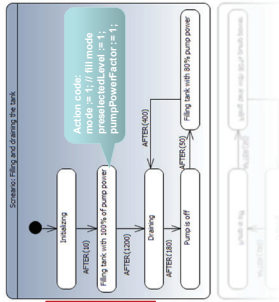 Screnario: Filling and draining the tank
Initializing
AFTER(10)
Filling tank with 100% of pump power
AFTER(1200)
Draining
AFTER(180)
Pump is off
AFTER(50)
Filling tank with 80% pump power
AFTER(400)
Action code:
mode := 1; // fill mode
preselectedLevel := 1;
pumpPowerFactor := 1;